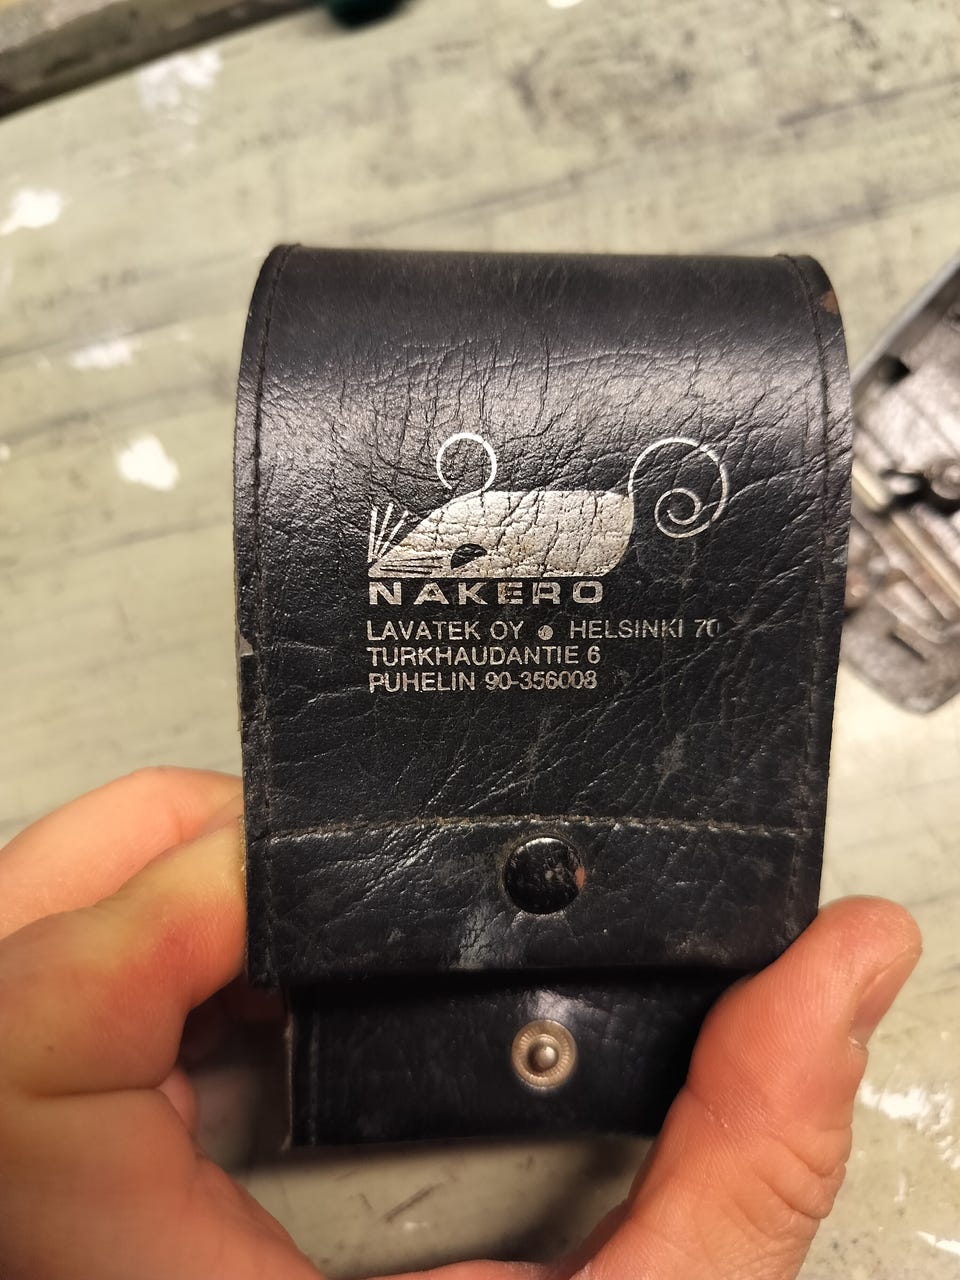 NAKERO
LAVATEK OY • HELSINKI 70
TURKHAUDANTIE 6
PUHELIN 90-356008